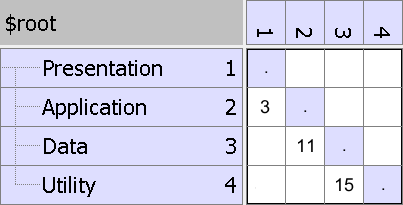 $root 1 2 3 4
Presentation 1 .
Application 2 3 .
Data 3 11 .
Utility 4 15 .